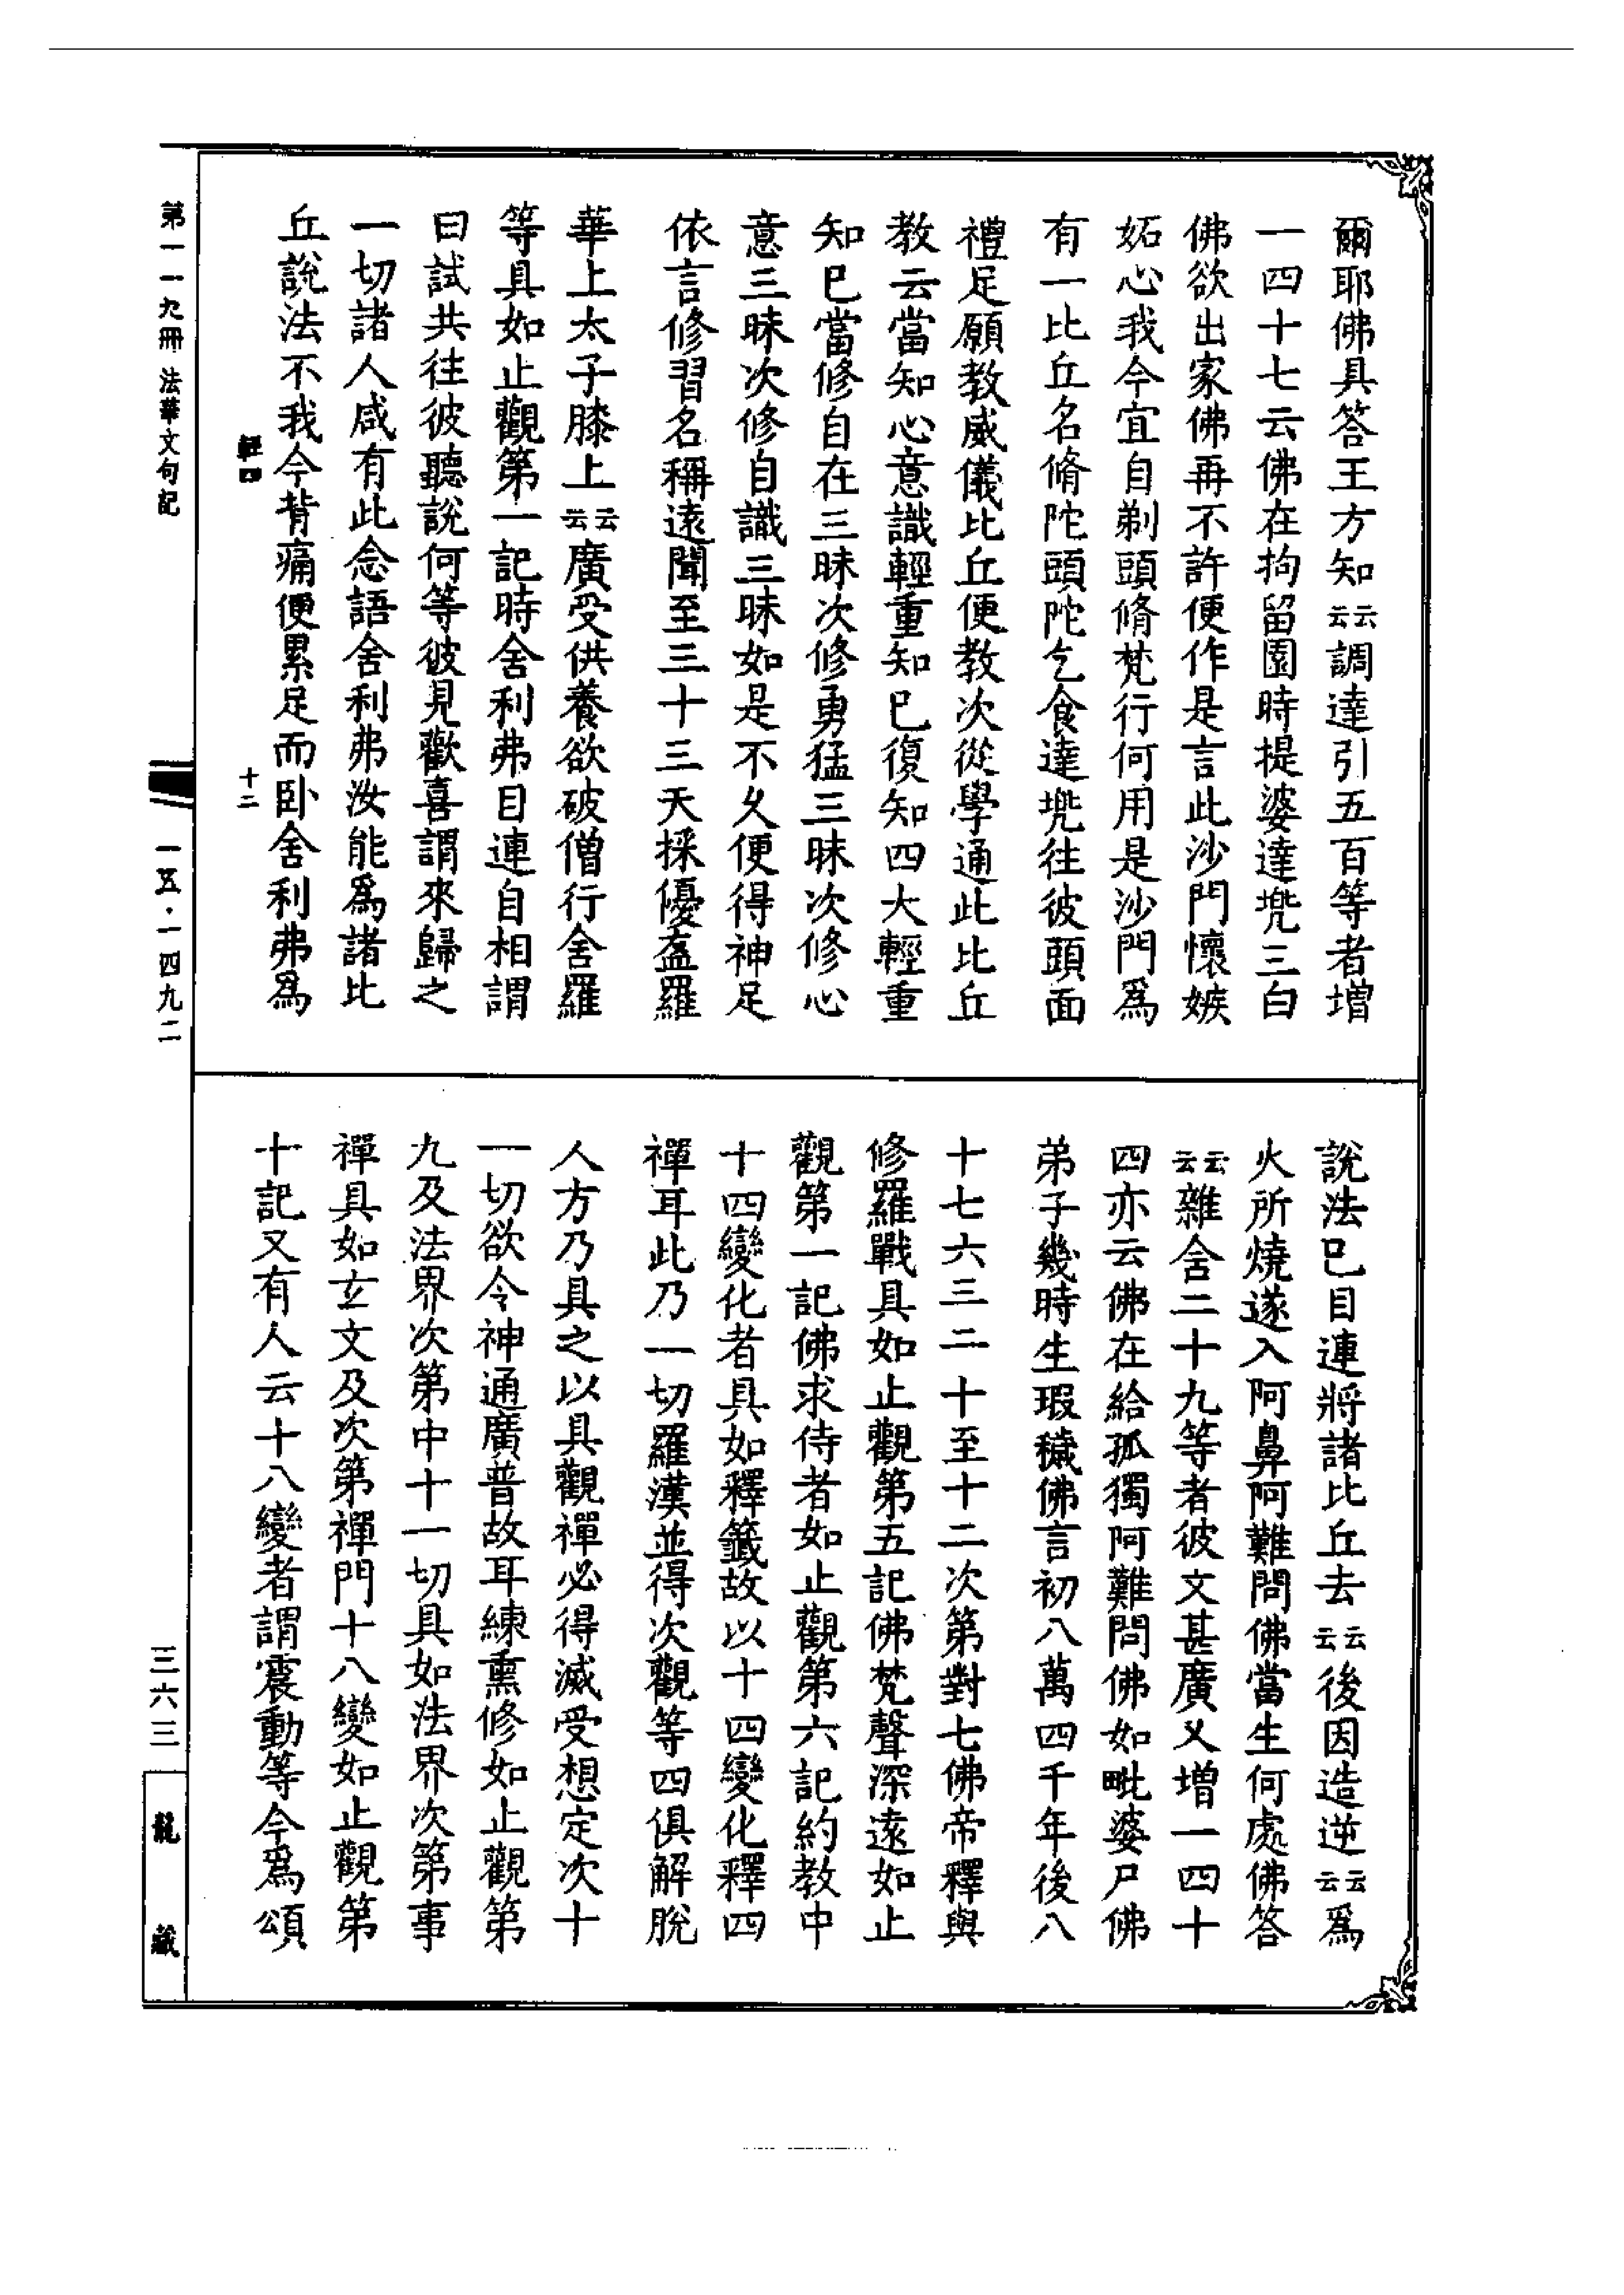 爾耶佛具答王方知云云調達引五百等者增
一四十七云佛在拘留園時提婆達兠三白
佛欲出家佛再不許便作是言此沙門懷嫉
妬心我今宜自剃頭脩梵行何用是沙門爲
有一比丘名脩陀頭陀乞食達兠往彼頭面
禮足願教威儀比丘便教次從學通此比丘
教云當知心意識輕重知已復知四大輕重
知已當修自在三昧次修勇猛三昧次修心
意三昧次修自識三昧如是不久便得神足
依言修習名稱遠聞至三十三天採優盋羅
華上太子膝上云云廣受供養欲破僧行舍羅
等具如止觀第一記時舍利弗目連自相謂
曰試共往彼聽說何等彼見歡喜謂來歸之
一切諸人咸有此念語舍利弗汝能爲諸比
丘說法不我今背痛便累足而卧舍利弗爲
說法已目連將諸比丘去云云後因造逆云云爲
火所燒遂入阿鼻阿難問佛當生何處佛答
云云雜含二十九等者彼文甚廣又增一四十
四亦云佛在給孤獨阿難問佛如毗婆尸佛
弟子幾時生瑕穢佛言初八萬四千年後八
十七六三二十至十二次第對七佛帝釋與
修羅戰具如止觀第五記佛梵聲深遠如止
觀第一記佛求侍者如止觀第六記約教中
十四變化者具如釋籤故以十四變化釋四
禪耳此乃一切羅漢並得次觀等四俱解脫
人方乃具之以具觀禪必得滅受想定次十
一切欲令神通廣普故耳練熏修如止觀第
九及法界次第中十一切具如法界次第事
禪具如玄文及次第禪門十八變如止觀第
十記又有人云十八變者謂震動等今爲頌
輕四
十二
第一一九冊 法華文句記
一五·一四九二
三六三
龍藏